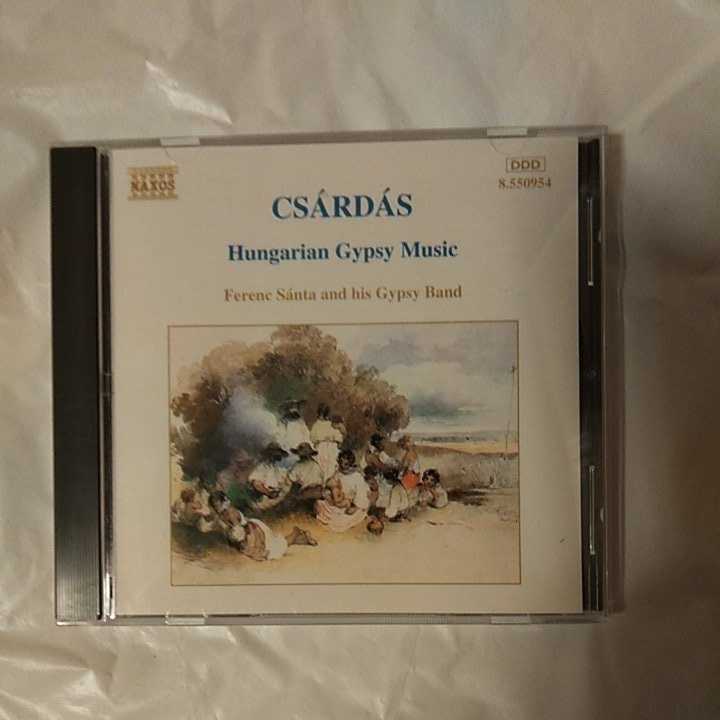 NAXOS
DDD
8.550954
CSÁRDÁS
Hungarian Gypsy Music
Ferenc Sánta and his Gypsy Band